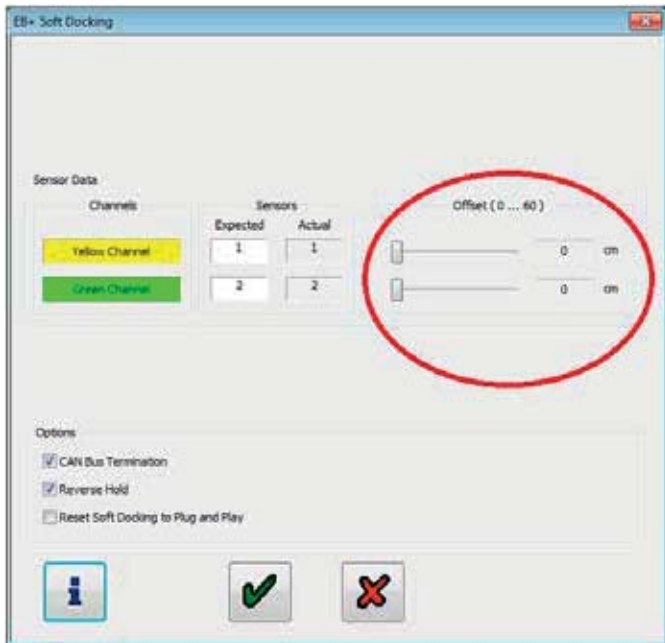 EB+ Soft Docking
Sensor Data
Channels
Sensors
Offset ( 0 ... 60 )
Expected Actual
Yellow Channel 1 1 0 cm
Green Channel 2 2 0 cm
Options
CAN Bus Termination
Reverse Hold
Reset Soft Docking to Plug and Play